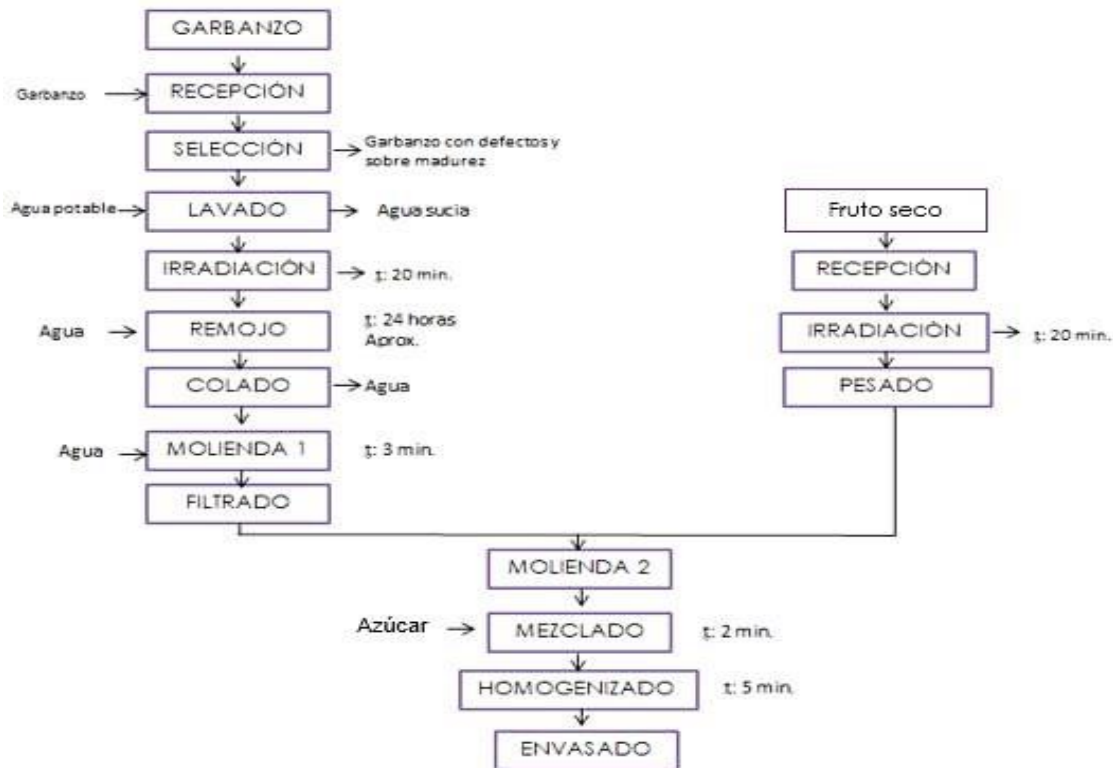 GARBANZO
Garbanzo
RECEPCIÓN
SELECCIÓN
Garbanzo con defectos y
sobre madurez
Agua potable
LAVADO
Agua sucia
IRRADIACIÓN
t: 20 min.
Agua
REMOJO
t: 24 horas
Aprox.
COLADO
Agua
Agua
MOLIENDA 1
t: 3 min.
FILTRADO
Fruto seco
RECEPCIÓN
IRRADIACIÓN
t: 20 min.
PESADO
MOLIENDA 2
Azúcar
MEZCLADO
t: 2 min.
HOMOGENIZADO
t: 5 min.
ENVASADO